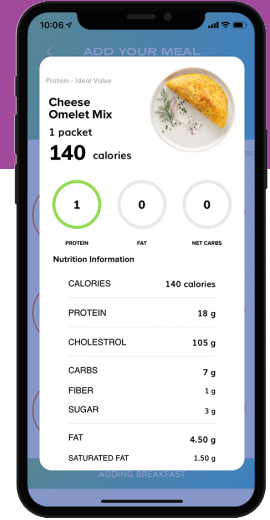 10:06
ADD YOUR MEAL
Protein - Ideal Value
Cheese
Omelet Mix
1 packet
140 calories
1
0
0
PROTEIN
FAT
NET CARBS
Nutrition Information
CALORIES 140 calories
PROTEIN 18 g
CHOLESTROL 105 g
CARBS 7 g
FIBER 1 g
SUGAR 3 g
FAT 4.50 g
SATURATED FAT 1.50 g
ADDING BREAKFAST